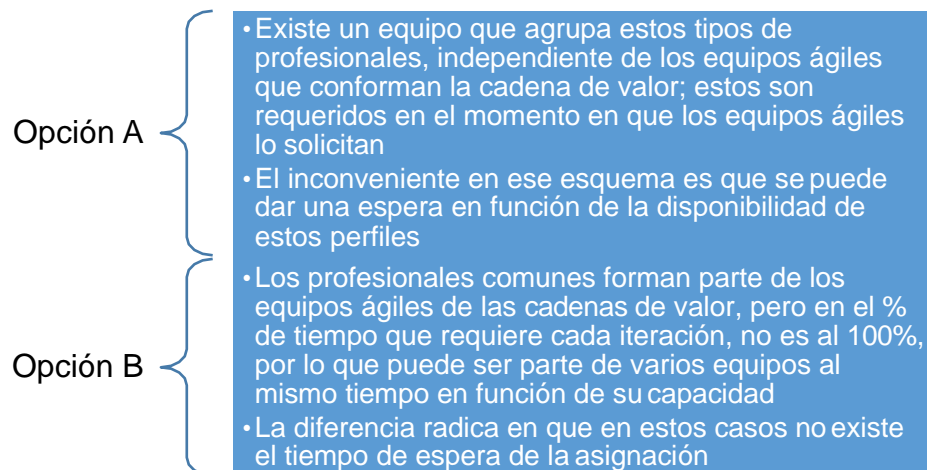 Opción A
• Existe un equipo que agrupa estos tipos de
profesionales, independiente de los equipos ágiles
que conforman la cadena de valor; estos son
requeridos en el momento en que los equipos ágiles
lo solicitan
• El inconveniente en ese esquema es que se puede
dar una espera en función de la disponibilidad de
estos perfiles
Opción B
• Los profesionales comunes forman parte de los
equipos ágiles de las cadenas de valor, pero en el %
de tiempo que requiere cada iteración, no es al 100%,
por lo que puede ser parte de varios equipos al
mismo tiempo en función de su capacidad
• La diferencia radica en que en estos casos no existe
el tiempo de espera de la asignación